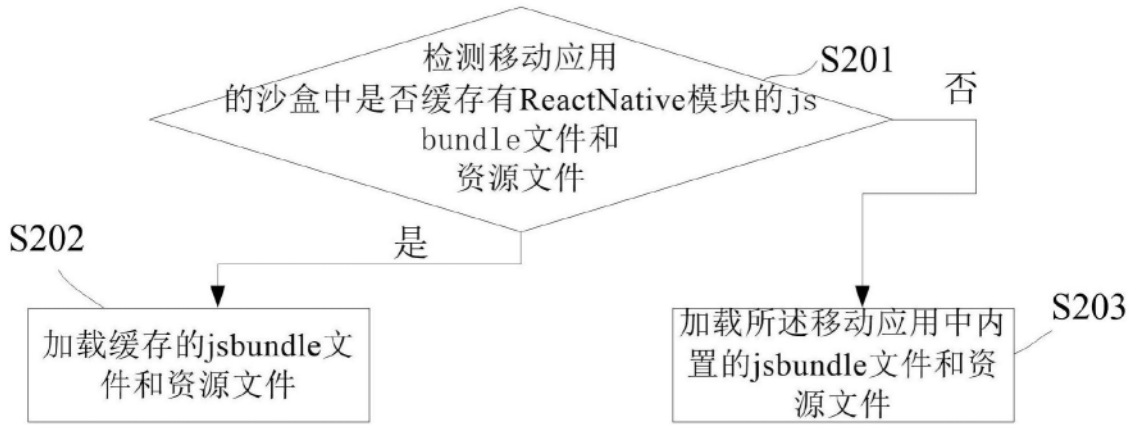 检测移动应用
的沙盒中是否缓存有ReactNative模块的js
bundle文件和
资源文件
S201
否
是
S202
加载缓存的jsbundle文
件和资源文件
S203
加载所述移动应用中内
置的jsbundle文件和资
源文件